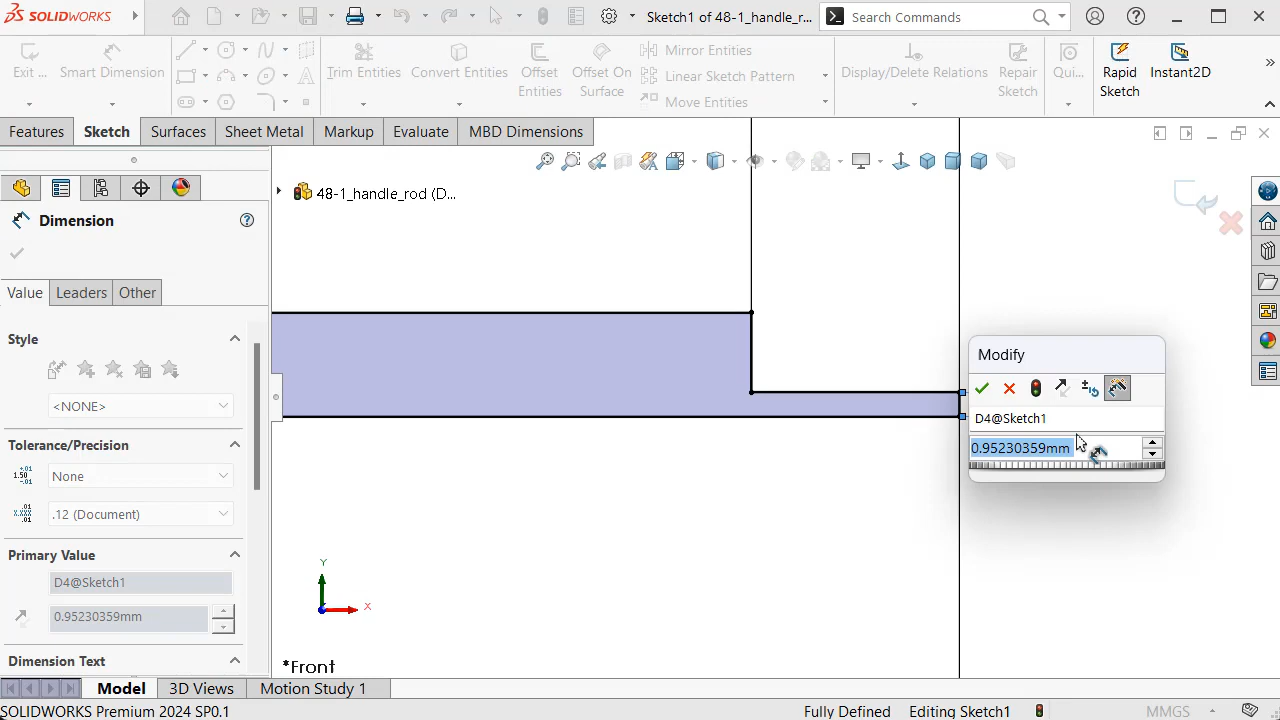 SOLIDWORKS
Sketch1 of 48-1_handle_r...
Search Commands
Exit ...
Smart Dimension
Trim Entities
Convert Entities
Offset Entities
Offset On Surface
Mirror Entities
Linear Sketch Pattern
Move Entities
Display/Delete Relations
Repair Sketch
Qui...
Rapid Sketch
Instant2D
Features
Sketch
Surfaces
Sheet Metal
Markup
Evaluate
MBD Dimensions
48-1_handle_rod (D...
Dimension
Value
Leaders
Other
Style
<NONE>
Tolerance/Precision
1.50 +.01 -.01
None
.12 (Document)
Primary Value
D4@Sketch1
0.95230359mm
Dimension Text
Modify
D4@Sketch1
0.95230359mm
Y
X
*Front
Model
3D Views
Motion Study 1
SOLIDWORKS Premium 2024 SP0.1
Fully Defined
Editing Sketch1
MMGS